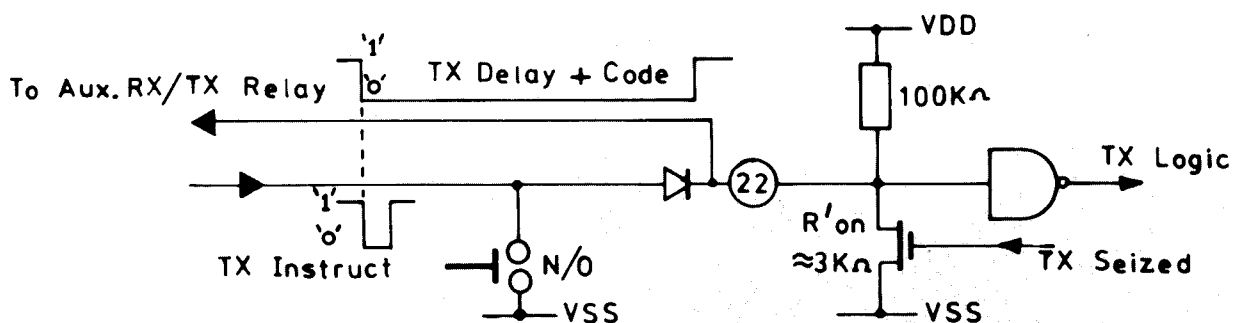 VDD
'1'
'0'
TX Delay + Code
To Aux. RX/TX Relay
100KΩ
TX Logic
22
'1'
'0'
TX Instruct
N/O
R'on
≈3KΩ
TX Seized
VSS
VSS